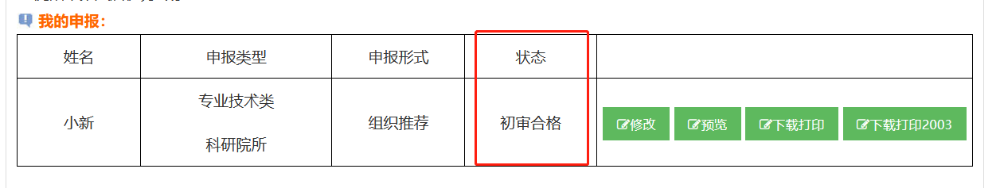 我的申报：
姓名 申报类型 申报形式 状态
小新 专业技术类 科研院所 组织推荐 初审合格 修改 预览 下载打印 下载打印2003